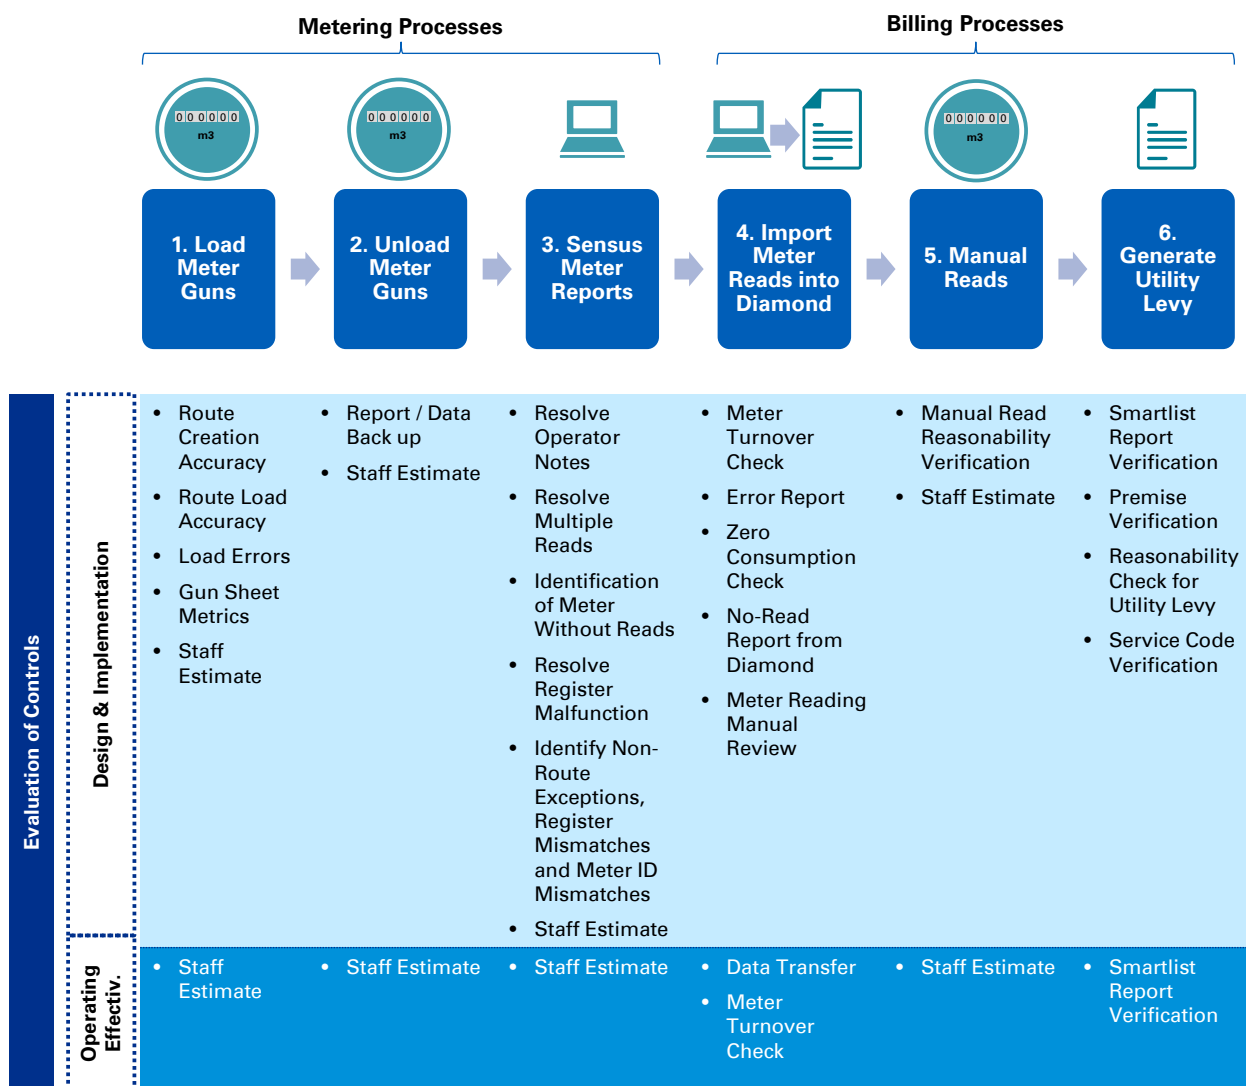 Metering Processes
Billing Processes
000000
m3
000000
m3
000000
m3
1. Load
Meter
Guns
2. Unload
Meter
Guns
3. Sensus
Meter
Reports
4. Import
Meter
Reads into
Diamond
5. Manual
Reads
6.
Generate
Utility
Levy
Evaluation of Controls
Design & Implementation
• Route
Creation
Accuracy
• Route Load
Accuracy
• Load Errors
• Gun Sheet
Metrics
• Staff
Estimate
• Report / Data
Back up
• Staff Estimate
• Resolve
Operator
Notes
• Resolve
Multiple
Reads
• Identification
of Meter
Without Reads
• Resolve
Register
Malfunction
• Identify Non-
Route
Exceptions,
Register
Mismatches
and Meter ID
Mismatches
• Staff Estimate
• Meter
Turnover
Check
• Error Report
• Zero
Consumption
Check
• No-Read
Report from
Diamond
• Meter Reading
Manual
Review
• Manual Read
Reasonability
Verification
• Staff Estimate
• Smartlist
Report
Verification
• Premise
Verification
• Reasonability
Check for
Utility Levy
• Service Code
Verification
Operating
Effectiv.
• Staff
Estimate
• Staff Estimate
• Staff Estimate
• Data Transfer
• Meter
Turnover
Check
• Staff Estimate
• Smartlist
Report
Verification